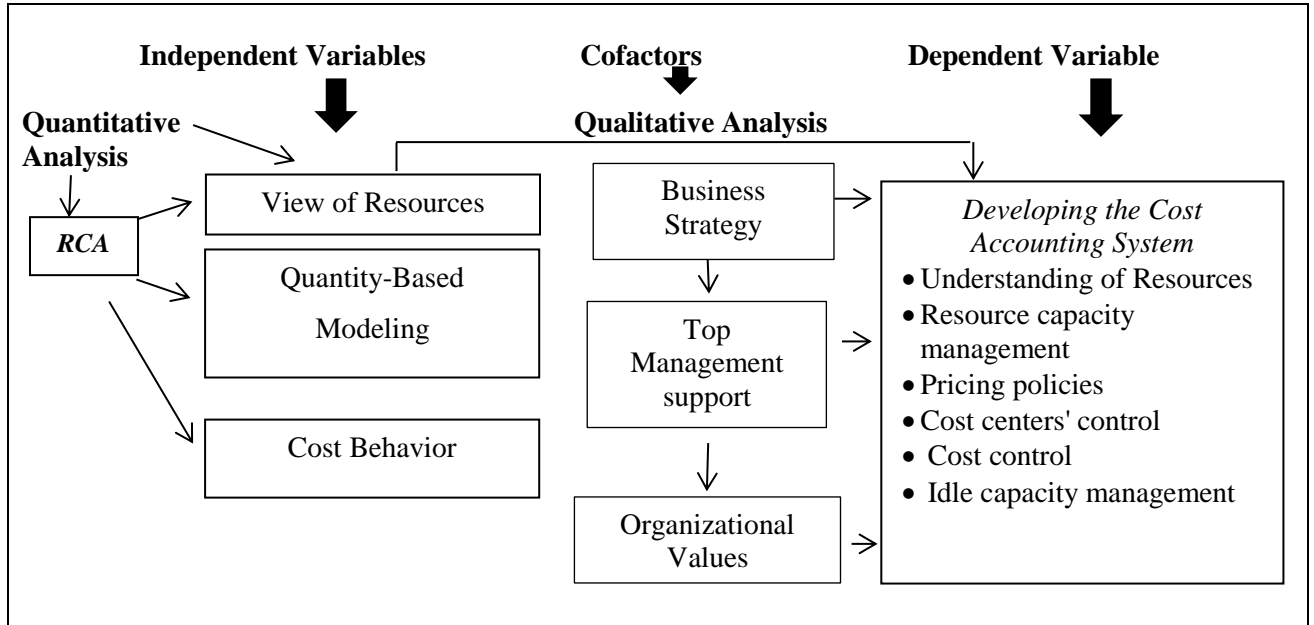 Independent Variables
Cofactors
Dependent Variable
Quantitative
Analysis
Qualitative Analysis
RCA
View of Resources
Quantity-Based
Modeling
Cost Behavior
Business
Strategy
Top
Management
support
Organizational
Values
Developing the Cost
Accounting System
• Understanding of Resources
• Resource capacity
management
• Pricing policies
• Cost centers' control
• Cost control
• Idle capacity management